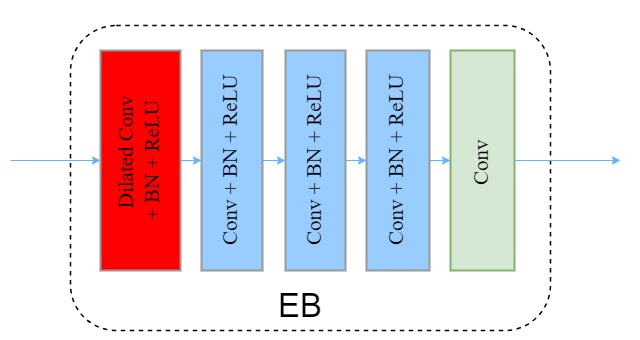 Dilated Conv
+ BN + ReLU
Conv + BN + ReLU
Conv + BN + ReLU
Conv + BN + ReLU
Conv
EB